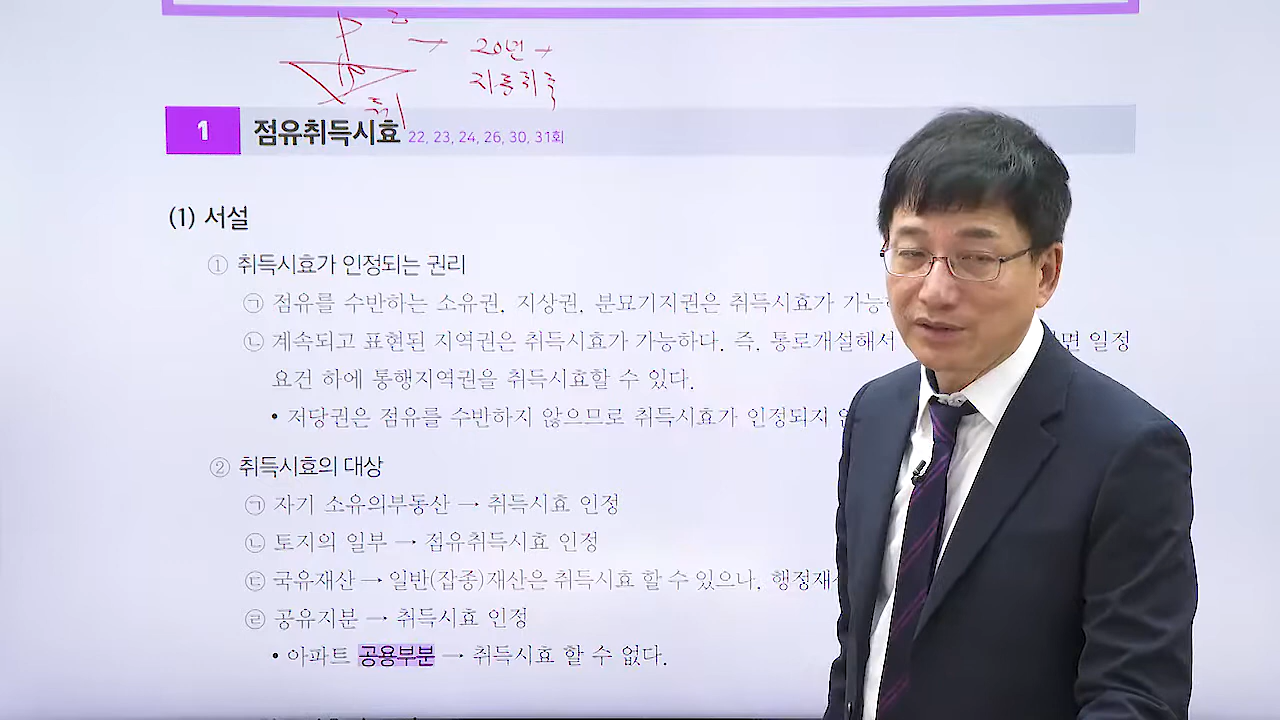 20년 →
1 점유취득시효 22, 23, 24, 26, 30, 31회
(1) 서설
① 취득시효가 인정되는 권리
㉠ 점유를 수반하는 소유권, 지상권, 분묘기지권은 취득시효가
㉡ 계속되고 표현된 지역권은 취득시효가 가능하다. 즉, 통로개설해서 면 일정
요건 하에 통행지역권을 취득시효할 수 있다.
• 저당권은 점유를 수반하지 않으므로 취득시효가 인정되지
② 취득시효의 대상
㉠ 자기 소유의부동산 → 취득시효 인정
㉡ 토지의 일부 → 점유취득시효 인정
㉢ 국유재산 → 일반(잡종)재산은 취득시효 할 수 있으나,
㉣ 공유지분 → 취득시효 인정
• 아파트 공용부분 → 취득시효 할 수 없다.